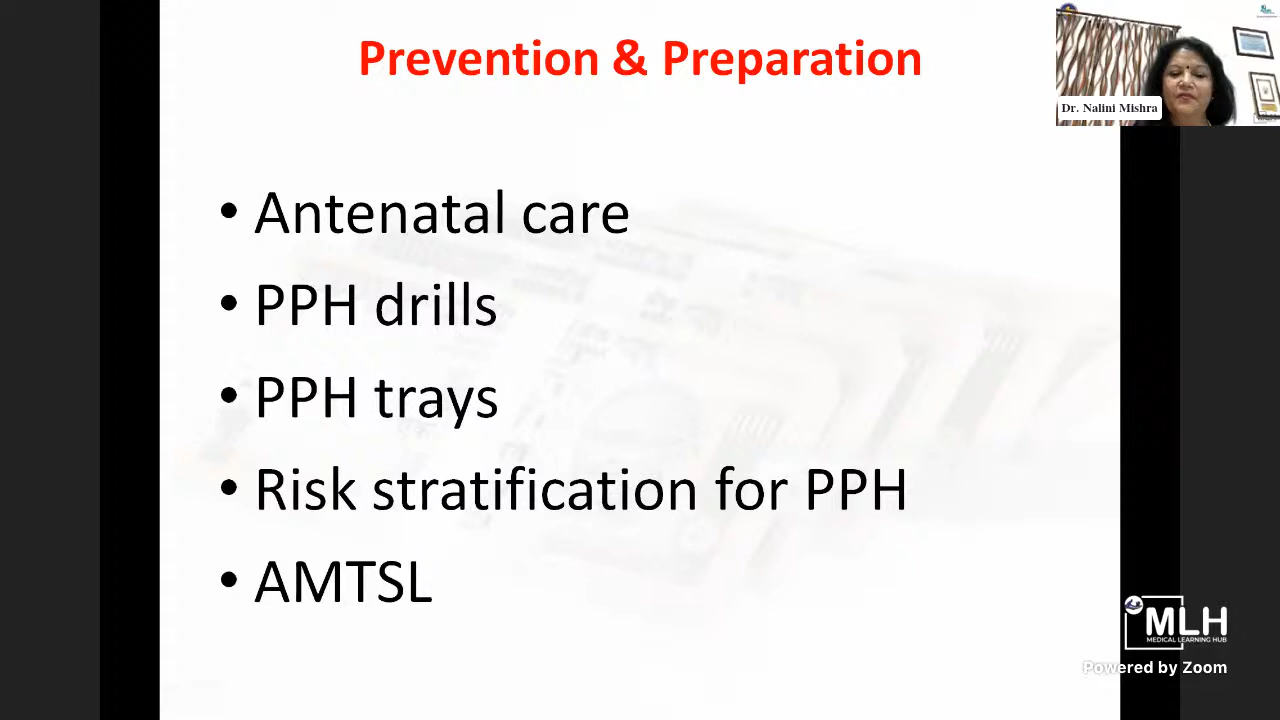 Prevention & Preparation
Dr. Nalini Mishra
• Antenatal care
• PPH drills
• PPH trays
• Risk stratification for PPH
• AMTSL
MLH
MEDICAL LEARNING HUB
Powered by Zoom